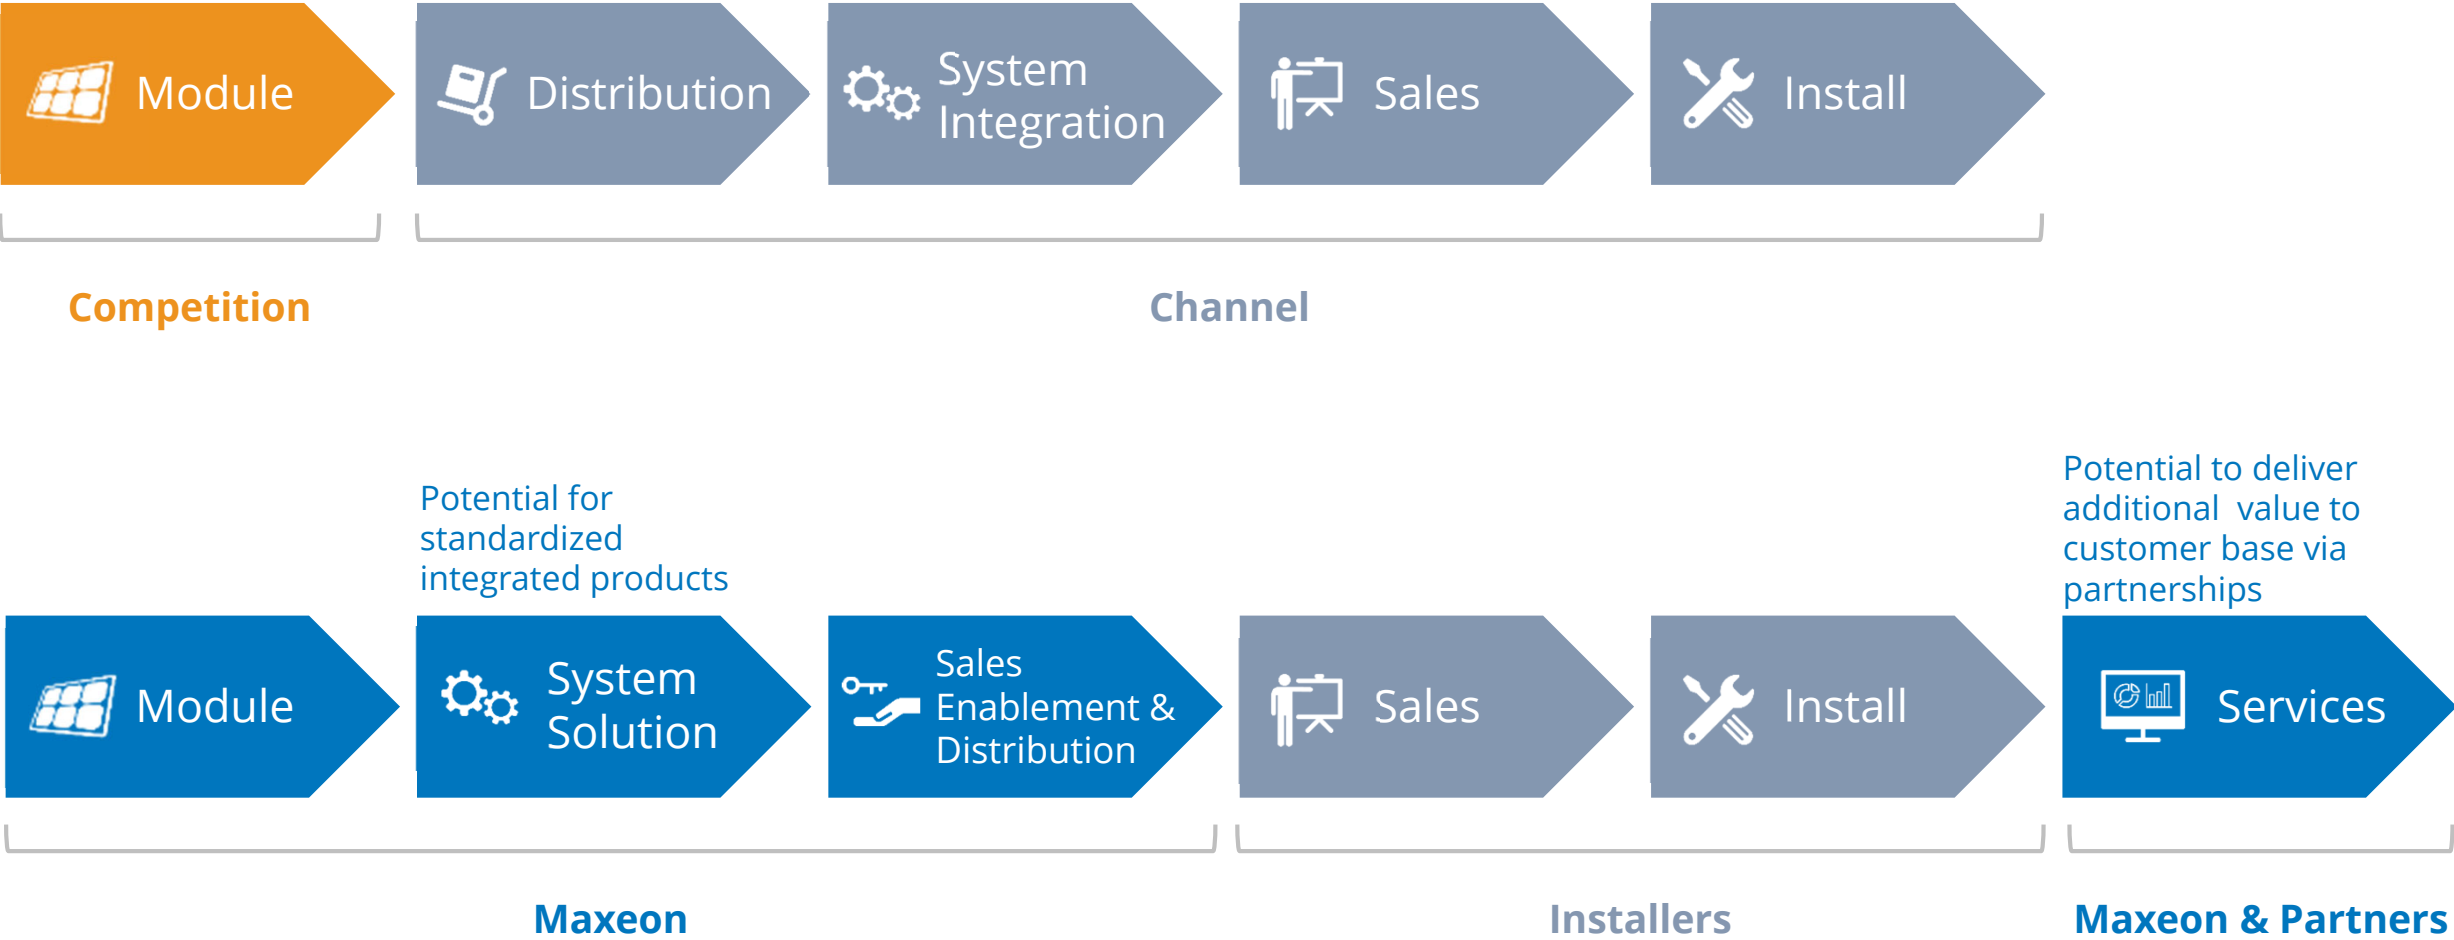 Module
Distribution
System
Integration
Sales
Install
Competition
Channel
Potential for
standardized
integrated products
Potential to deliver
additional  value to
customer base via
partnerships
Module
System
Solution
Sales
Enablement &
Distribution
Sales
Install
Services
Maxeon
Installers
Maxeon & Partners